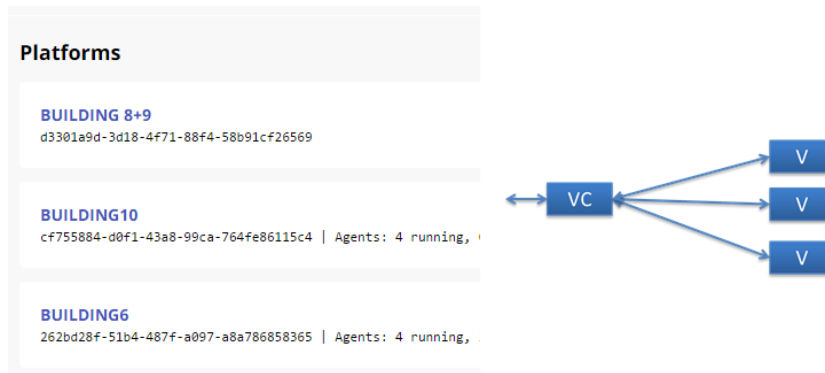 Platforms
BUILDING 8+9
d3301a9d-3d18-4f71-88f4-58b91cf26569
BUILDING10
cf755884-d0f1-43a8-99ca-764fe86115c4 | Agents: 4 running,
BUILDING6
262bd28f-51b4-487f-a097-a8a786858365 | Agents: 4 running,
VC
V
V
V